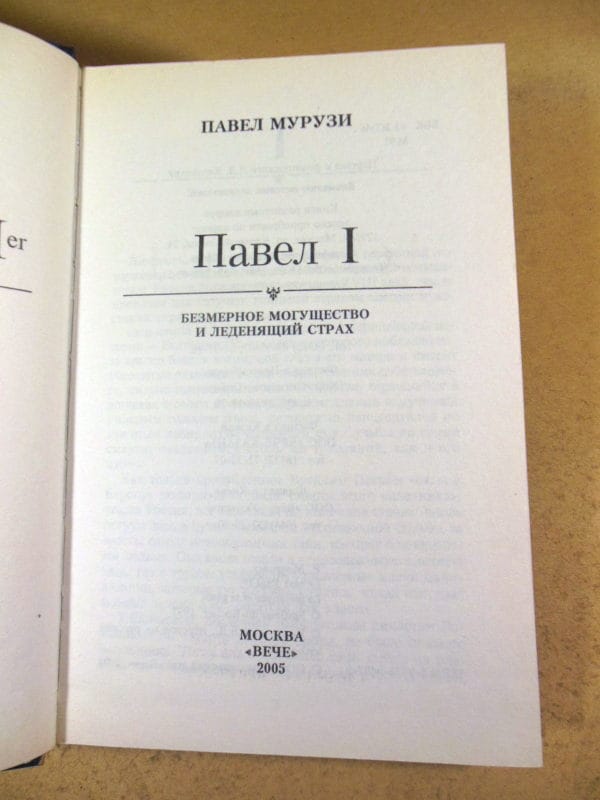 ПАВЕЛ МУРУЗИ
Павел I
БЕЗМЕРНОЕ МОГУЩЕСТВО
И ЛЕДЕНЯЩИЙ СТРАХ
МОСКВА
«ВЕЧЕ»
2005